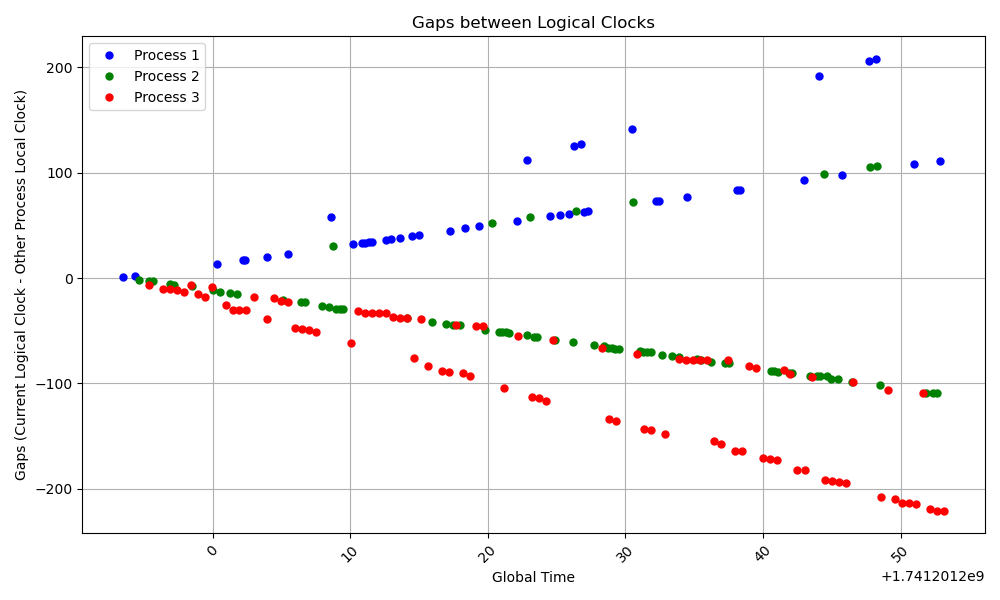 Gaps between Logical Clocks
Process 1
Process 2
Process 3
Gaps (Current Logical Clock - Other Process Local Clock)
200
100
0
−100
−200
0
10
20
30
40
50
Global Time
+1.7412012e9